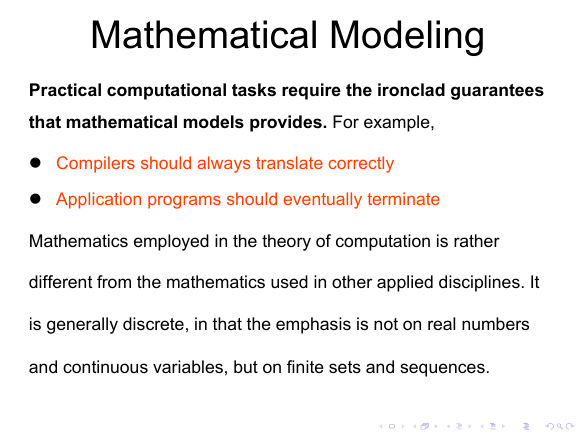 Mathematical Modeling
Practical computational tasks require the ironclad guarantees
that mathematical models provides. For example,
● Compilers should always translate correctly
● Application programs should eventually terminate
Mathematics employed in the theory of computation is rather
different from the mathematics used in other applied disciplines. It
is generally discrete, in that the emphasis is not on real numbers
and continuous variables, but on finite sets and sequences.